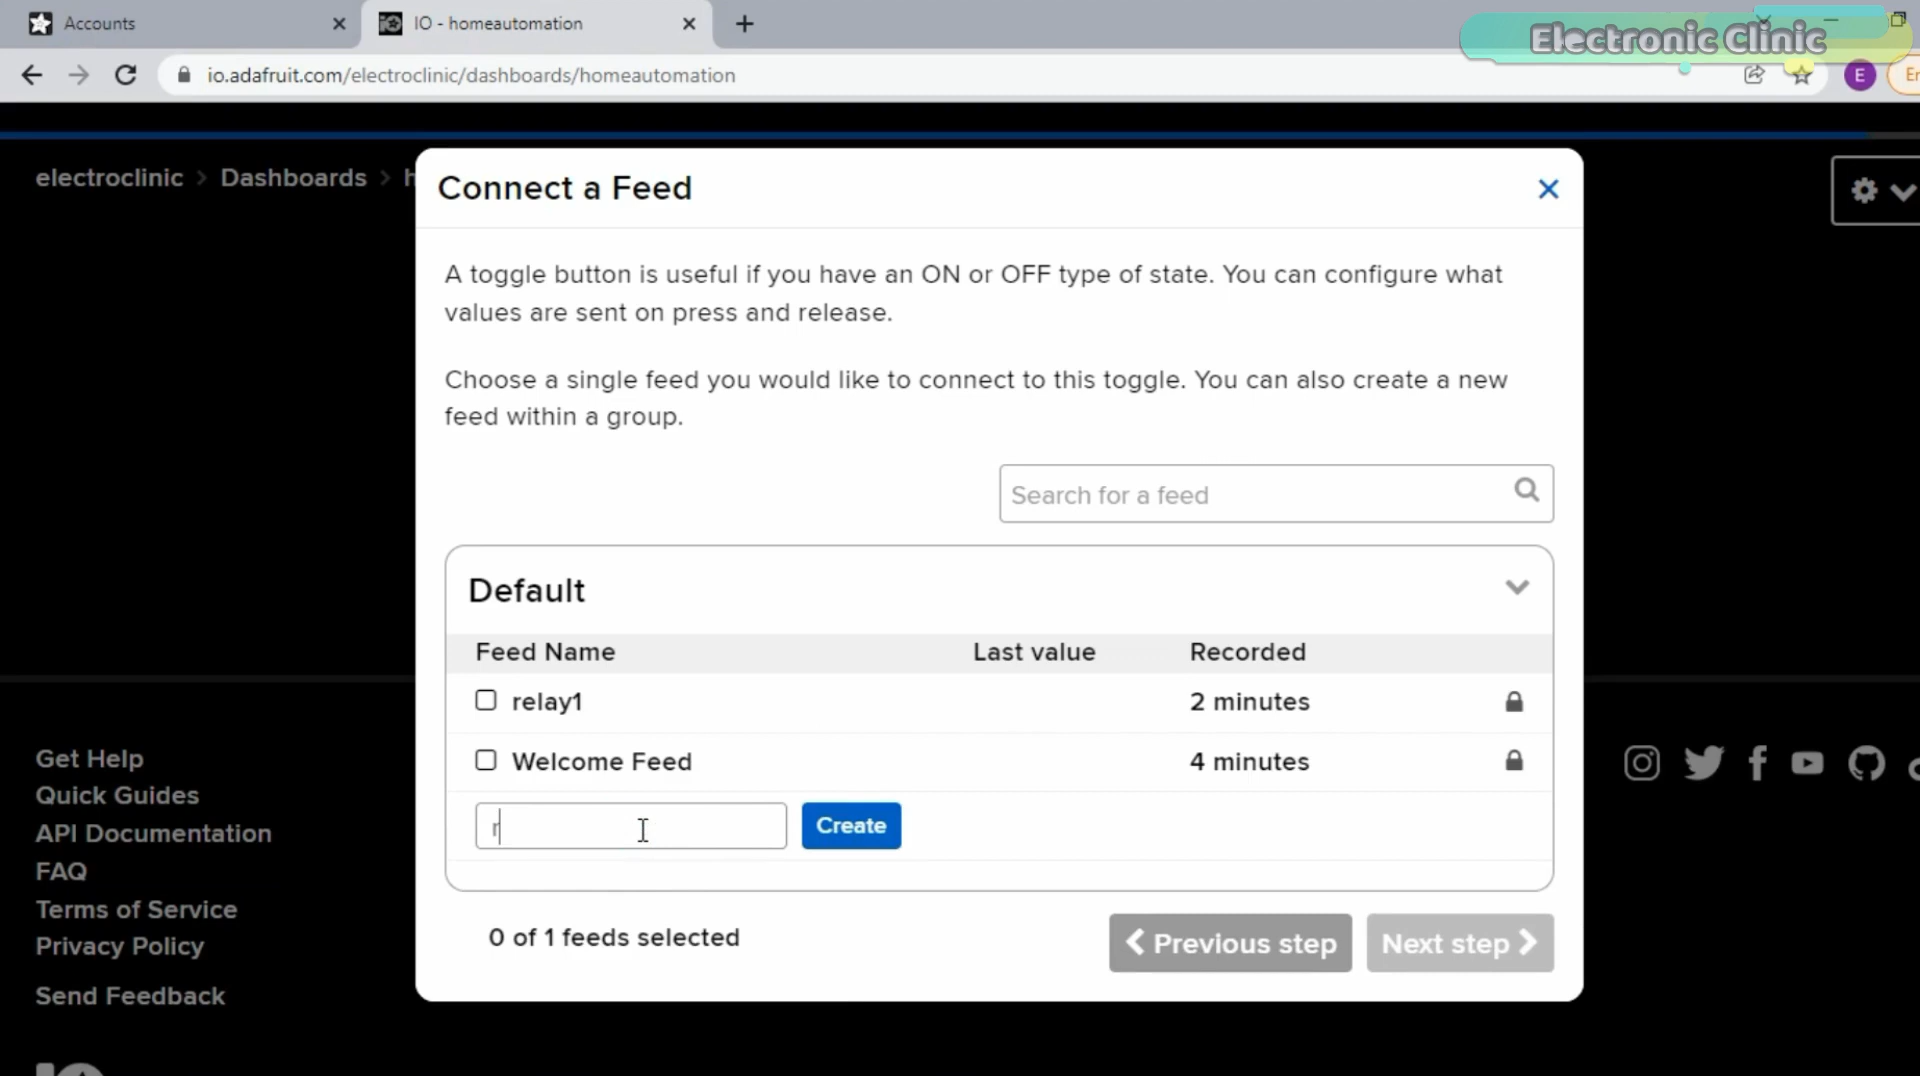 Accounts
IO - homeautomation
Electronic Clinic
io.adafruit.com/electroclinic/dashboards/homeautomation
E
electroclinic > Dashboards >
Connect a Feed
A toggle button is useful if you have an ON or OFF type of state. You can configure what
values are sent on press and release.
Choose a single feed you would like to connect to this toggle. You can also create a new
feed within a group.
Search for a feed
Default
Feed Name Last value Recorded
relay1 2 minutes
Welcome Feed 4 minutes
r
Create
0 of 1 feeds selected
Previous step
Next step
Get Help
Quick Guides
API Documentation
FAQ
Terms of Service
Privacy Policy
Send Feedback